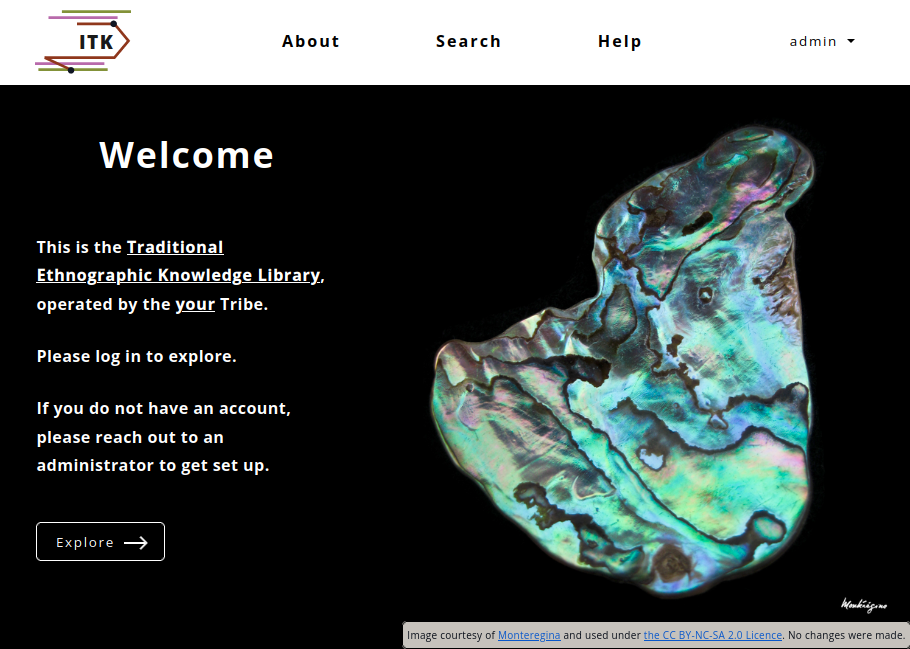 ITK
About
Search
Help
admin
Welcome
This is the Traditional
Ethnographic Knowledge Library,
operated by the your Tribe.
Please log in to explore.
If you do not have an account,
please reach out to an
administrator to get set up.
Explore
Monteregina
Image courtesy of Monteregina and used under the CC BY-NC-SA 2.0 Licence. No changes were made.